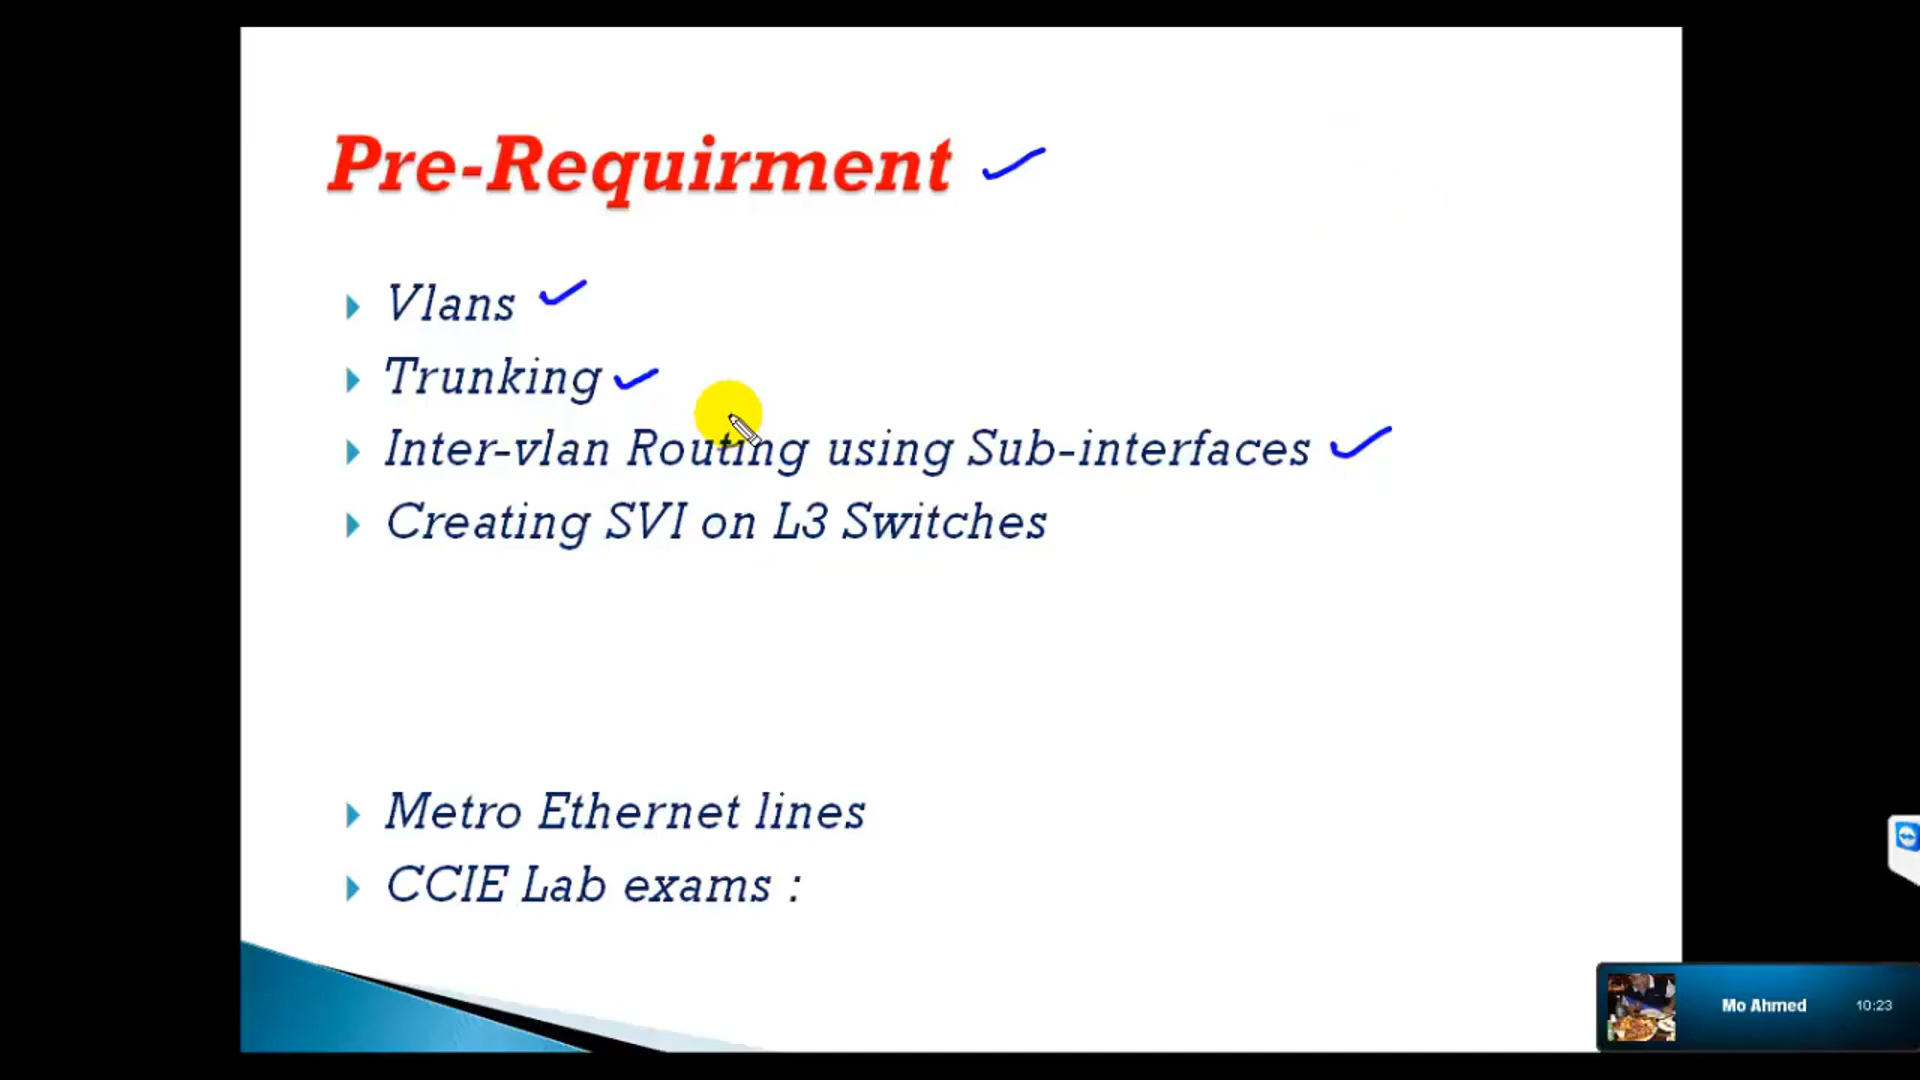 Pre-Requirment
Vlans
Trunking
Inter-vlan Routing using Sub-interfaces
Creating SVI on L3 Switches
Metro Ethernet lines
CCIE Lab exams :
Mo Ahmed 10:23